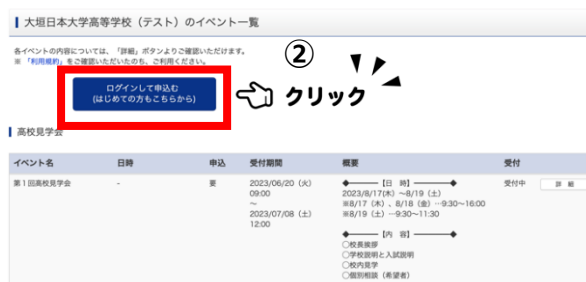 大垣日本大学高等学校（テスト）のイベント一覧
各イベントの内容については、「詳細」ボタンよりご確認いただけます。
※ 「利用規約」をご確認いただいたのち、ご利用ください。
②
ログインして申込む
(はじめての方もこちらから)
クリック
高校見学会
イベント名 日時 申込 受付期間 概要 受付
第１回高校見学会 - 要 2023/06/20（火） ◆――― 【日　時】 ―――◆ 受付中 詳 細
09:00 2023/8/17(木）~8/19（土）
～ ※8/17（木）、8/18（金）…9:30～16:00
2023/07/08（土） ※8/19（土）…9:30～11:30
12:00
◆――― 【内　容】 ―――◆
〇校長挨拶
〇学校説明と入試説明
〇校内見学
〇個別相談（希望者）